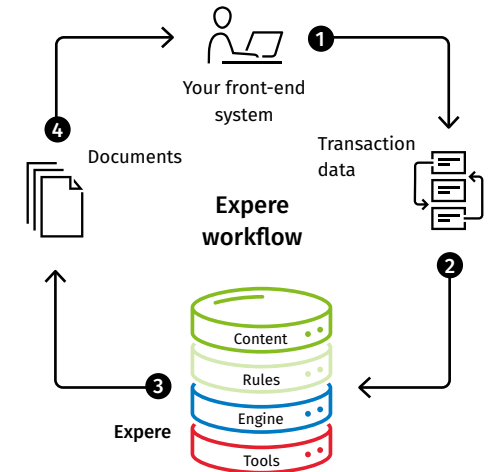 1
Your front-end
system
4
Documents
Transaction
data
Expere
workflow
2
Content
3
Rules
Engine
Expere
Tools